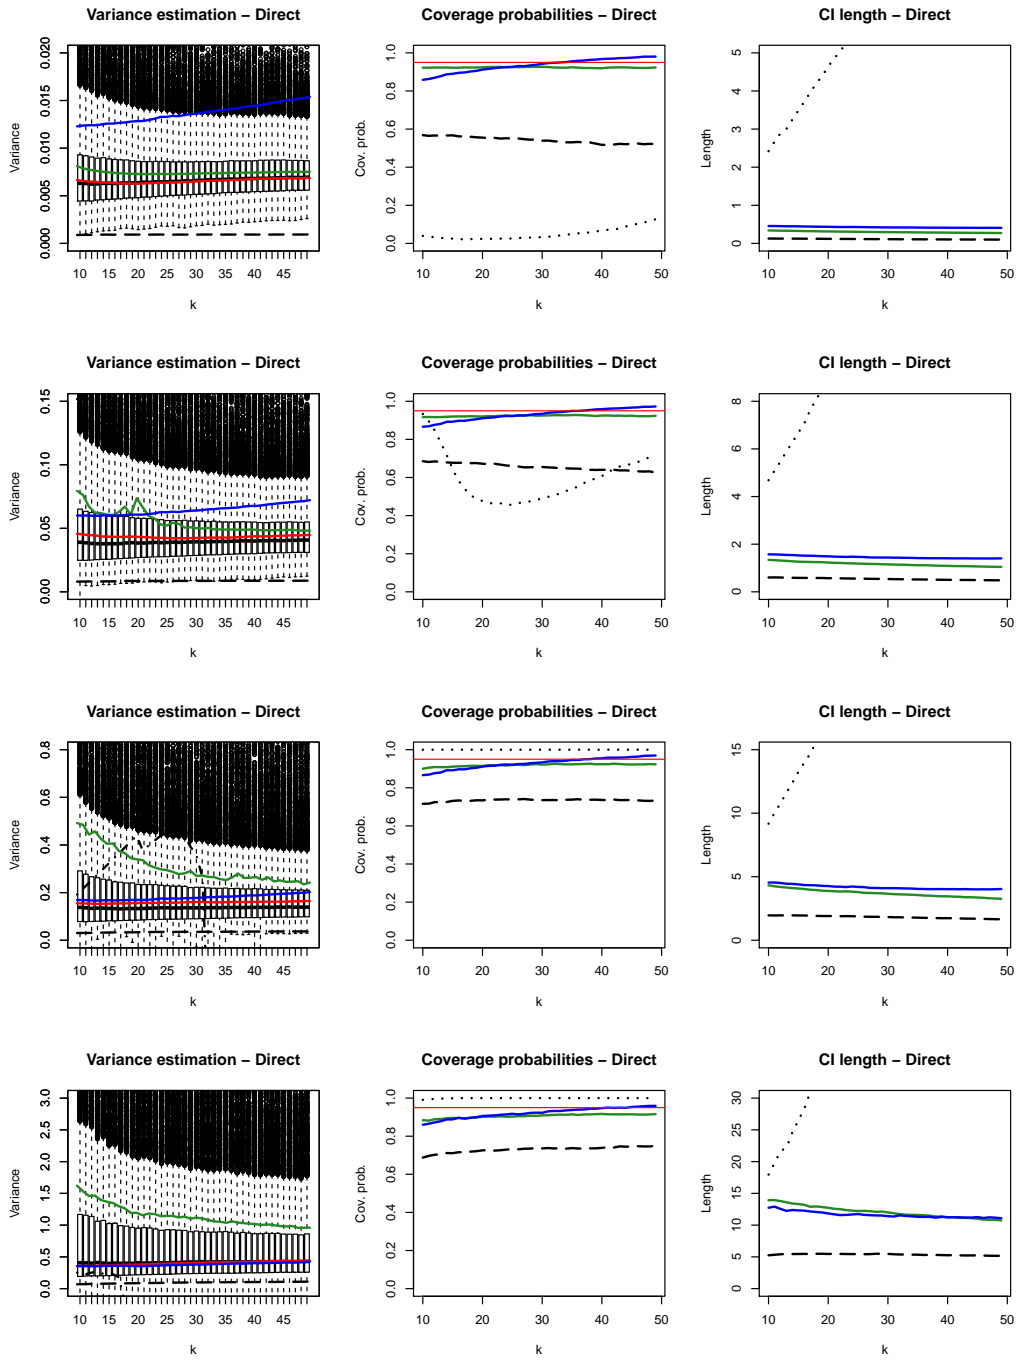 Variance estimation – Direct
Coverage probabilities – Direct
CI length – Direct
Variance
0.000 0.005 0.010 0.015 0.020
10 15 20 25 30 35 40 45
k
Cov. prob.
0.0 0.2 0.4 0.6 0.8 1.0
10 20 30 40 50
k
Length
0 1 2 3 4 5
10 20 30 40 50
k
Variance estimation – Direct
Coverage probabilities – Direct
CI length – Direct
Variance
0.00 0.05 0.10 0.15
10 15 20 25 30 35 40 45
k
Cov. prob.
0.0 0.2 0.4 0.6 0.8 1.0
10 20 30 40 50
k
Length
0 2 4 6 8
10 20 30 40 50
k
Variance estimation – Direct
Coverage probabilities – Direct
CI length – Direct
Variance
0.0 0.2 0.4 0.6 0.8
10 15 20 25 30 35 40 45
k
Cov. prob.
0.0 0.2 0.4 0.6 0.8 1.0
10 20 30 40 50
k
Length
0 5 10 15
10 20 30 40 50
k
Variance estimation – Direct
Coverage probabilities – Direct
CI length – Direct
Variance
0.0 0.5 1.0 1.5 2.0 2.5 3.0
10 15 20 25 30 35 40 45
k
Cov. prob.
0.0 0.2 0.4 0.6 0.8 1.0
10 20 30 40 50
k
Length
0 5 10 15 20 25 30
10 20 30 40 50
k